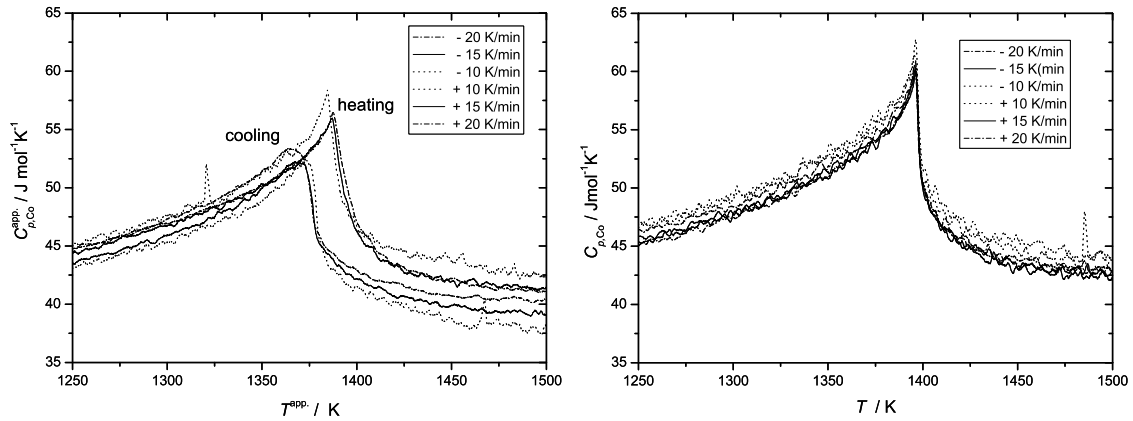 65
60
55
50
45
40
35
C_{p,Co}^{app.} / J mol⁻¹K⁻¹
cooling
heating
- 20 K/min
- 15 K/min
- 10 K/min
+ 10 K/min
+ 15 K/min
+ 20 K/min
1250 1300 1350 1400 1450 1500
T^{app.} / K
65
60
55
50
45
40
35
C_{p,Co} / Jmol⁻¹K⁻¹
- 20 K/min
- 15 K(min
- 10 K/min
+ 10 K/min
+ 15 K/min
+ 20 K/min
1250 1300 1350 1400 1450 1500
T / K